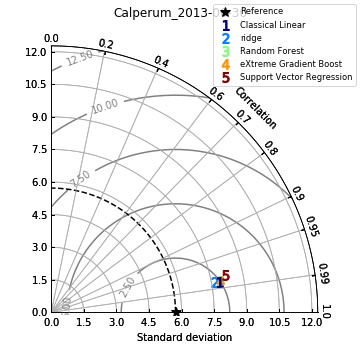 Calperum_2013-
Reference
1 Classical Linear
2 ridge
3 Random Forest
4 eXtreme Gradient Boost
5 Support Vector Regression
0.0 0.2 0.4 0.6 0.7 0.8 0.9 0.95 0.99 1.0
Correlation
12.0
10.5
9.0
7.5
6.0
4.5
3.0
1.5
0.0
12.50
10.00
7.50
2.50
2 1 5
0.0 1.5 3.0 4.5 6.0 7.5 9.0 10.5 12.0
Standard deviation